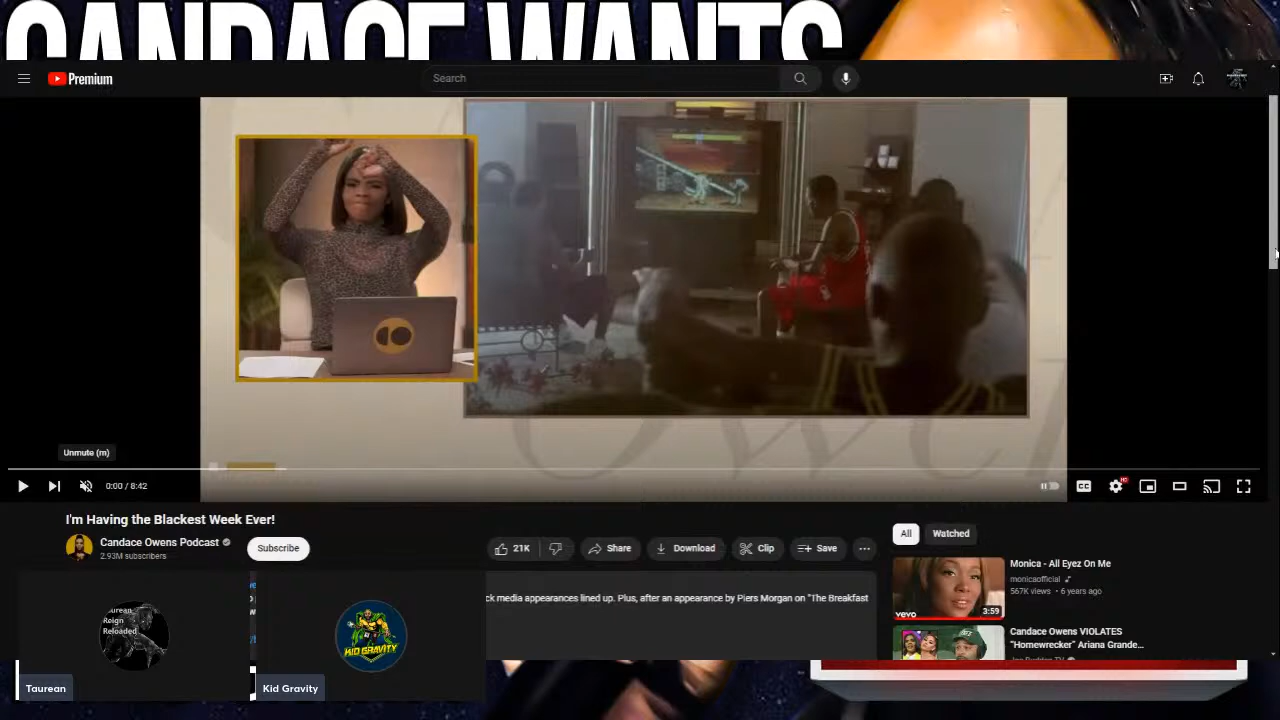 CANDACE WANTS
Premium
Search
Unmute (m)
0:00 / 8:42
I'm Having the Blackest Week Ever!
Candace Owens Podcast
2.93M subscribers
Subscribe
21K
Share
Download
Clip
Save
All
Watched
Monica - All Eyez On Me
monicaofficial
567K views • 6 years ago
vevo
3:59
ck media appearances lined up. Plus, after an appearance by Piers Morgan on "The Breakfast
Candace Owens VIOLATES
"Homewrecker" Ariana Grande...
Taurean
Reign
Reloaded
KID GRAVITY
Taurean
Kid Gravity